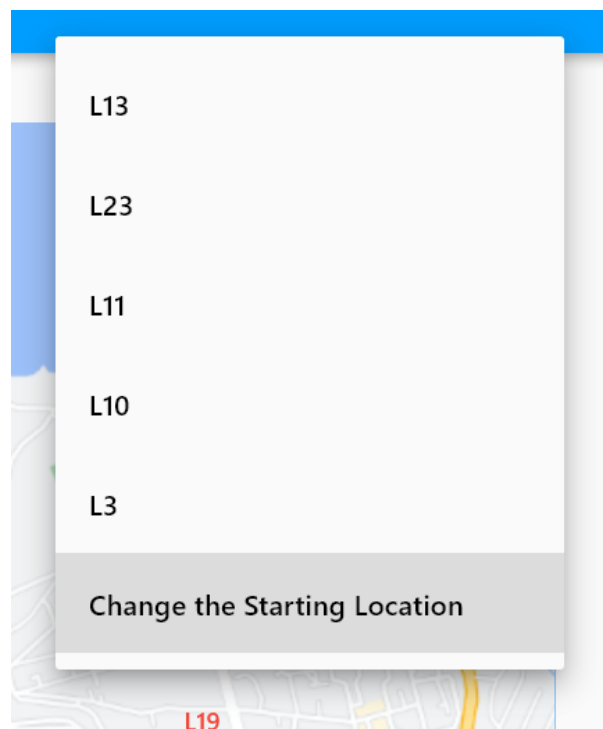 L13
L23
L11
L10
L3
Change the Starting Location
L19